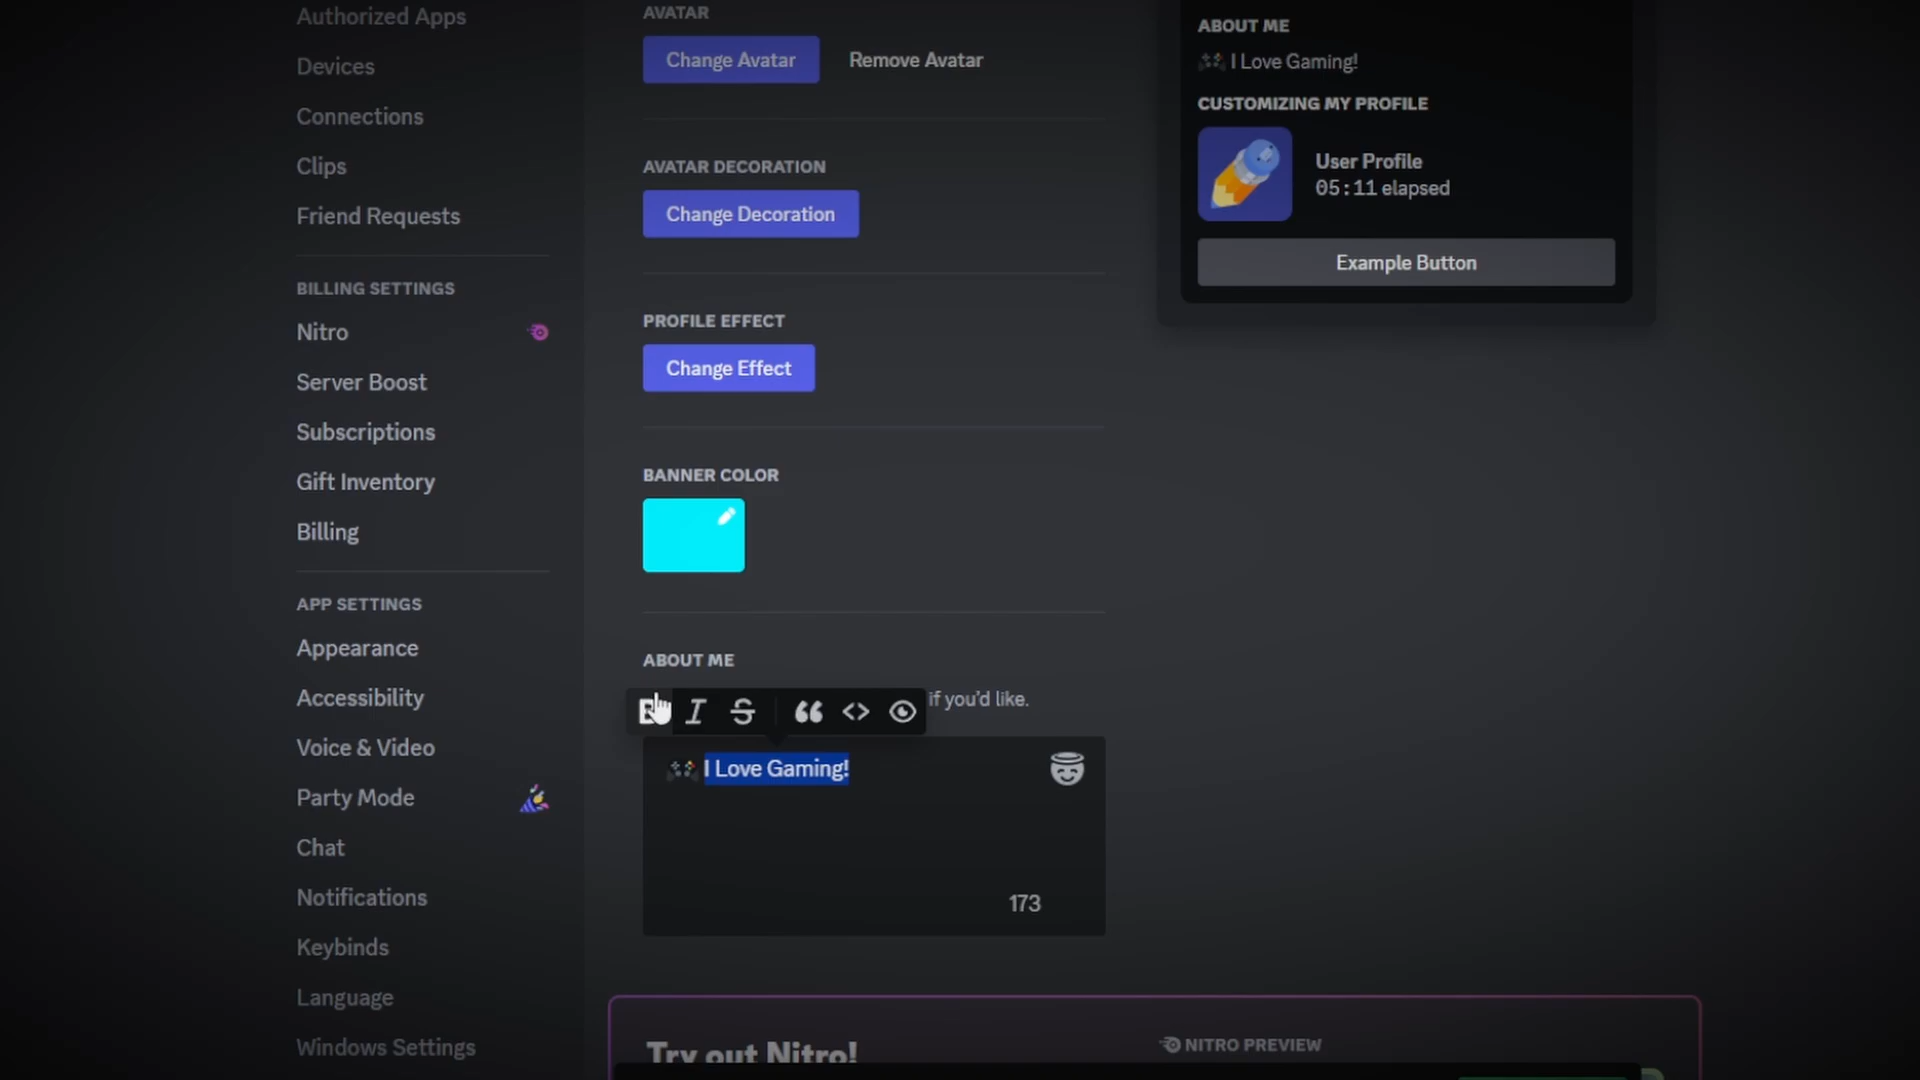 Authorized Apps
Devices
Connections
Clips
Friend Requests
BILLING SETTINGS
Nitro
Server Boost
Subscriptions
Gift Inventory
Billing
APP SETTINGS
Appearance
Accessibility
Voice & Video
Party Mode
Chat
Notifications
Keybinds
Language
Windows Settings
AVATAR
Change Avatar
Remove Avatar
AVATAR DECORATION
Change Decoration
PROFILE EFFECT
Change Effect
BANNER COLOR
ABOUT ME
if you'd like.
I Love Gaming!
173
Try out Nitro!
NITRO PREVIEW
ABOUT ME
I Love Gaming!
CUSTOMIZING MY PROFILE
User Profile
05:11 elapsed
Example Button